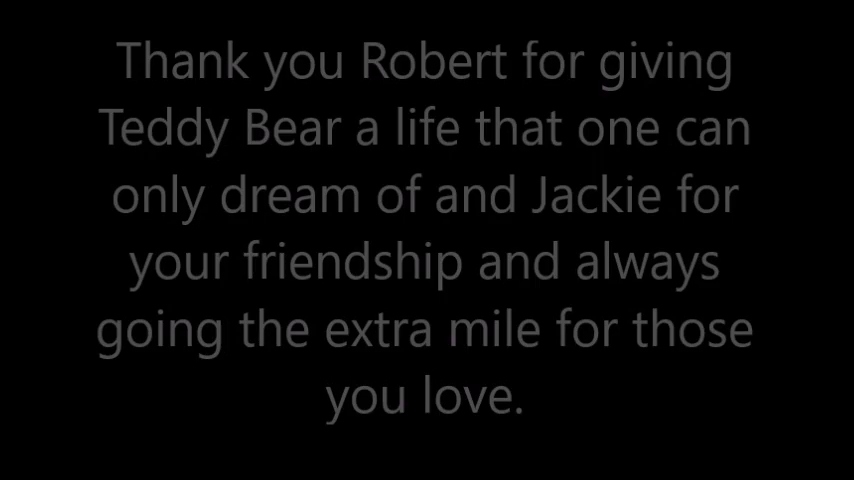 Thank you Robert for giving
Teddy Bear a life that one can
only dream of and Jackie for
your friendship and always
going the extra mile for those
you love.